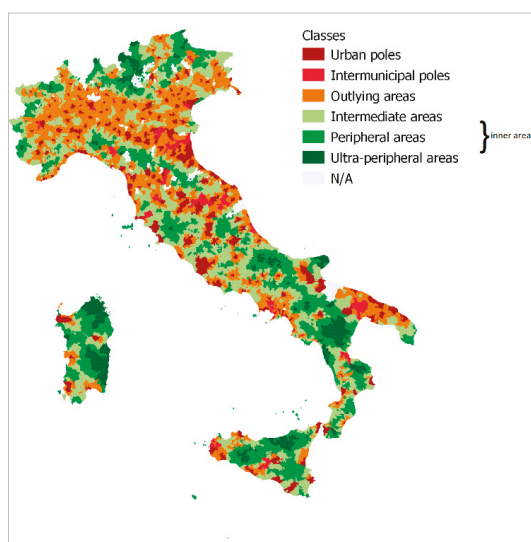 Classes
Urban poles
Intermunicipal poles
Outlying areas
Intermediate areas
Peripheral areas
Ultra-peripheral areas
N/A
inner area